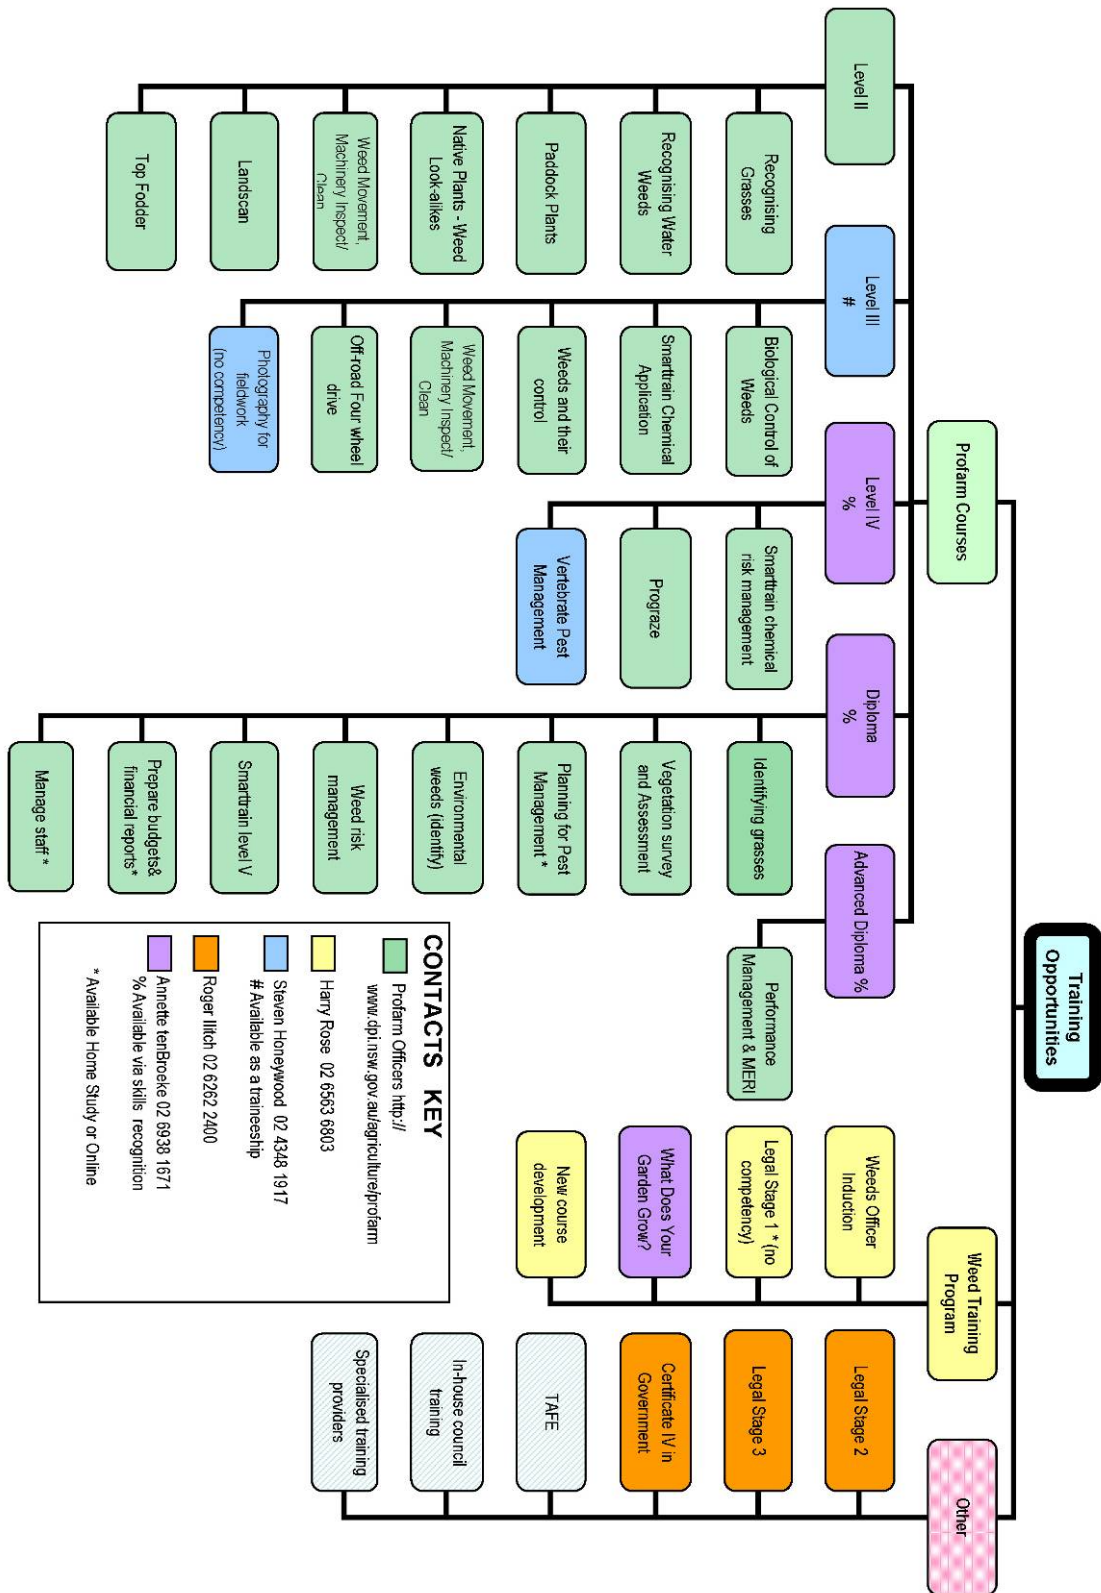 Training
Opportunities
Profarm Courses
Level II
Recognising
Grasses
Recognising Water
Weeds
Paddock Plants
Native Plants - Weed
Look-alikes
Weed Movement,
Machinery Inspect/
Clean
Landscan
Top Fodder
Level III
#
Biological Control of
Weeds
Smarttrain Chemical
Application
Weeds and their
control
Weed Movement,
Machinery Inspect/
Clean
Off-road Four wheel
drive
Photography for
fieldwork
(no competency)
Level IV
%
Smarttrain chemical
risk management
Prograze
Vertebrate Pest
Management
Diploma
%
Identifying grasses
Vegetation survey
and Assessment
Planning for Pest
Management *
Environmental
weeds (identify)
Weed risk
management
Smarttrain level V
Prepare budgets&
financial reports*
Manage staff *
Advanced Diploma %
Performance
Management & MERI
Weed Training
Program
Weeds Officer
Induction
Legal Stage 1 * (no
competency)
What Does Your
Garden Grow?
New course
development
Other
Legal Stage 2
Legal Stage 3
Certificate IV in
Government
TAFE
In-house council
training
Specialised training
providers
CONTACTS KEY
Profarm Officers http://
www.dpi.nsw.gov.au/agriculture/profarm
Harry Rose 02 6563 6803
Steven Honeywood 02 4348 1917
# Available as a traineeship
Roger Ilitch 02 6262 2400
Annette tenBroeke 02 6938 1671
% Available via skills recognition
* Available Home Study or Online